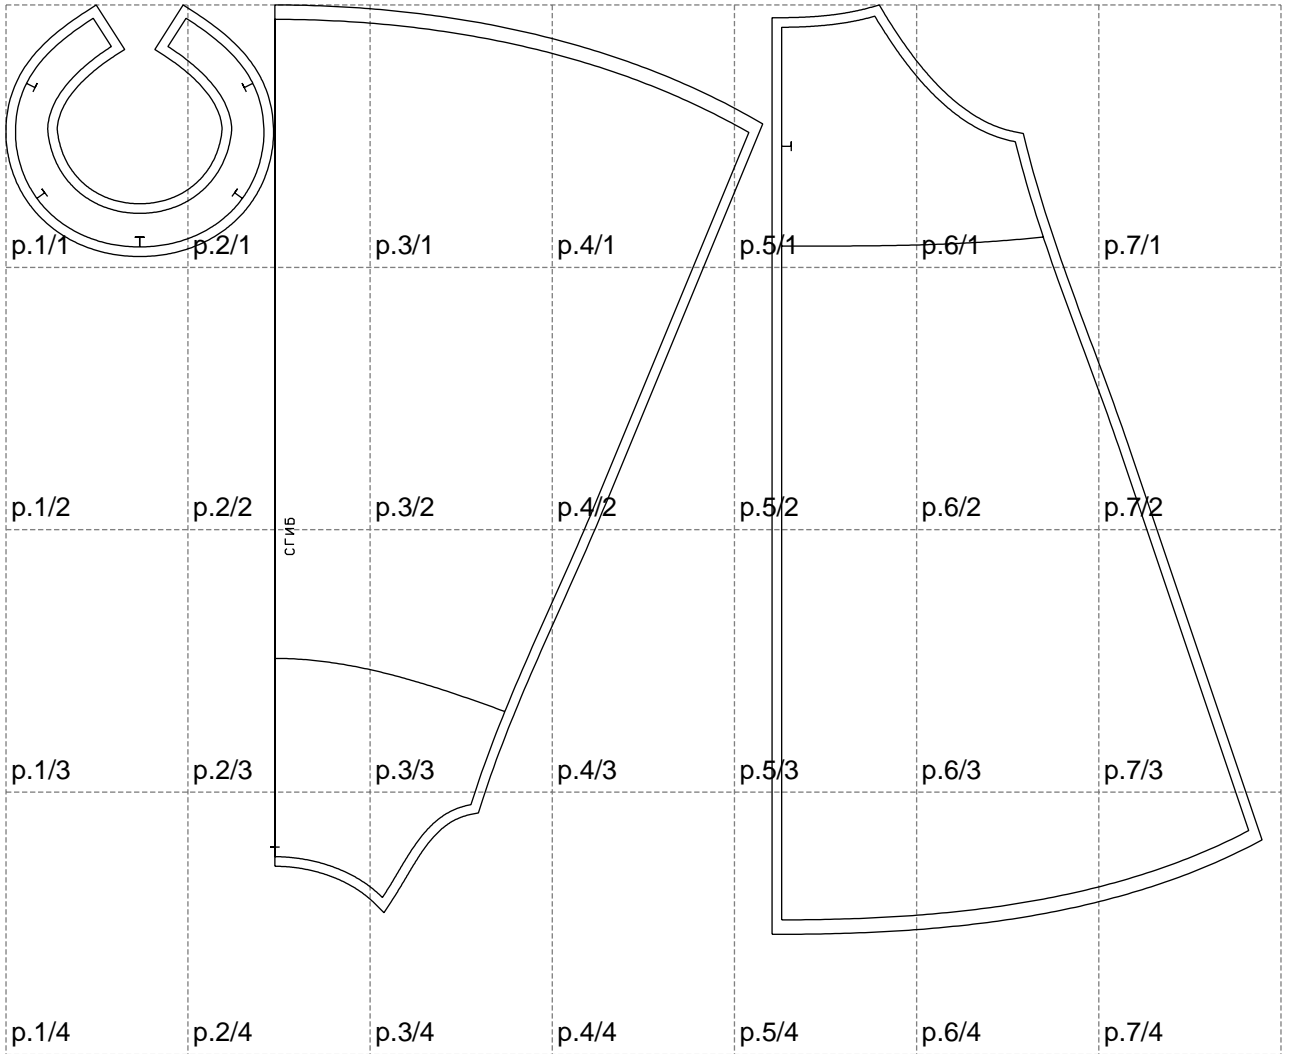 p.1/1 p.2/1 p.3/1 p.4/1 p.5/1 p.6/1 p.7/1
p.1/2 p.2/2 p.3/2 p.4/2 p.5/2 p.6/2 p.7/2
СГИБ
p.1/3 p.2/3 p.3/3 p.4/3 p.5/3 p.6/3 p.7/3
p.1/4 p.2/4 p.3/4 p.4/4 p.5/4 p.6/4 p.7/4